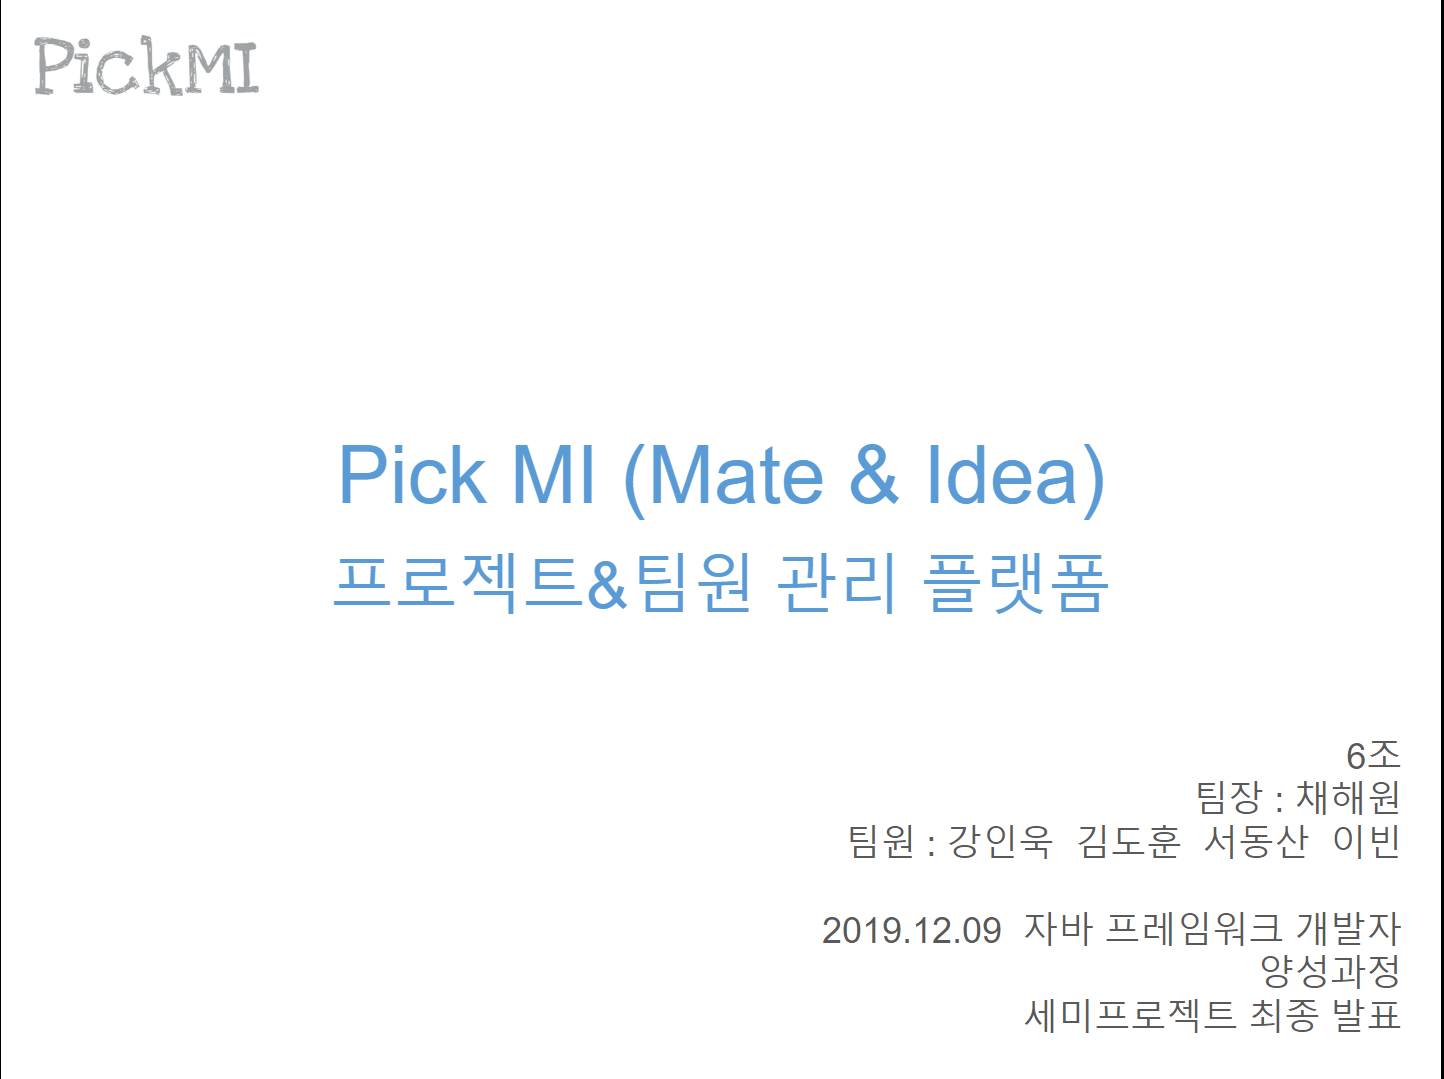 PickMI
Pick MI (Mate & Idea)
프로젝트&팀원 관리 플랫폼
6조
팀장 : 채해원
팀원 : 강인욱 김도훈 서동산 이빈
2019.12.09 자바 프레임워크 개발자
양성과정
세미프로젝트 최종 발표